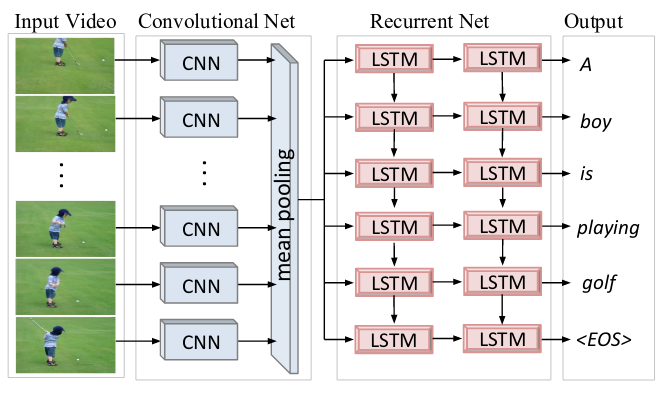 Input Video
Convolutional Net
Recurrent Net
Output
CNN
CNN
CNN
CNN
CNN
mean pooling
LSTM LSTM A
LSTM LSTM boy
LSTM LSTM is
LSTM LSTM playing
LSTM LSTM golf
LSTM LSTM <EOS>